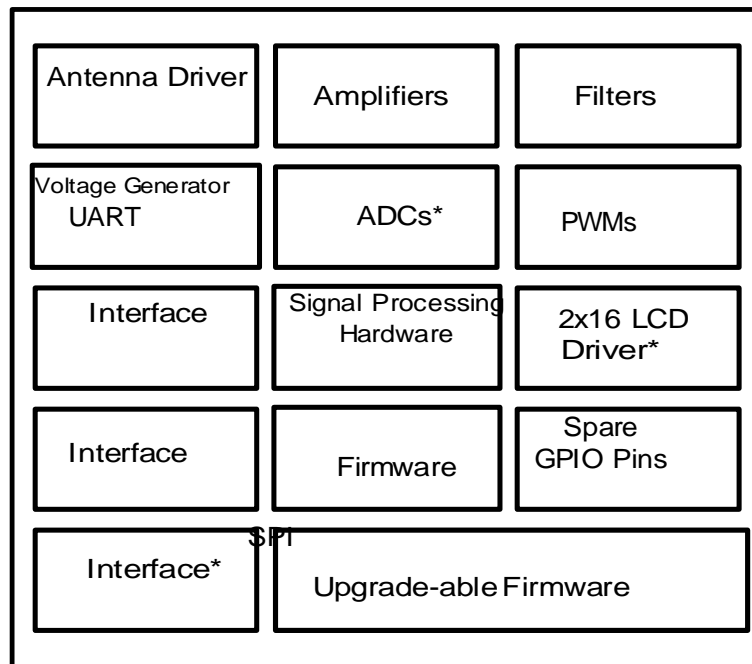 Antenna Driver
Amplifiers
Filters
Voltage Generator
UART
ADCs*
PWMs
Interface
Signal Processing
Hardware
2x16 LCD
Driver*
Interface
Firmware
Spare
GPIO Pins
SPI
Interface*
Upgrade-able Firmware